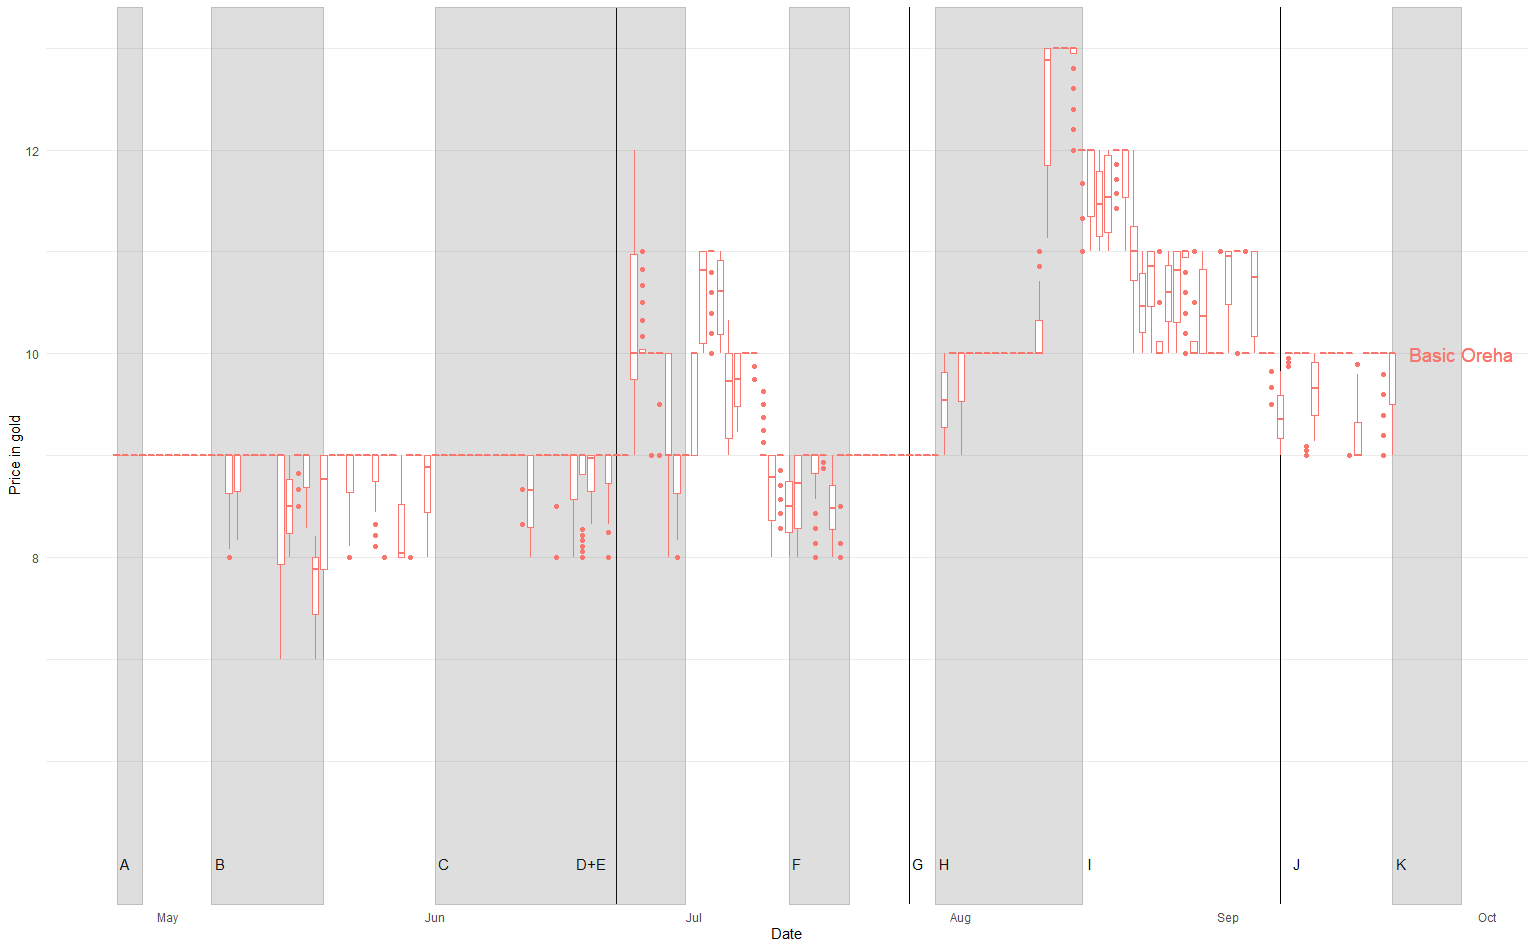 12
10
8
Price in gold
Basic Oreha
A B C D+E F G H I J K
May Jun Jul Aug Sep Oct
Date